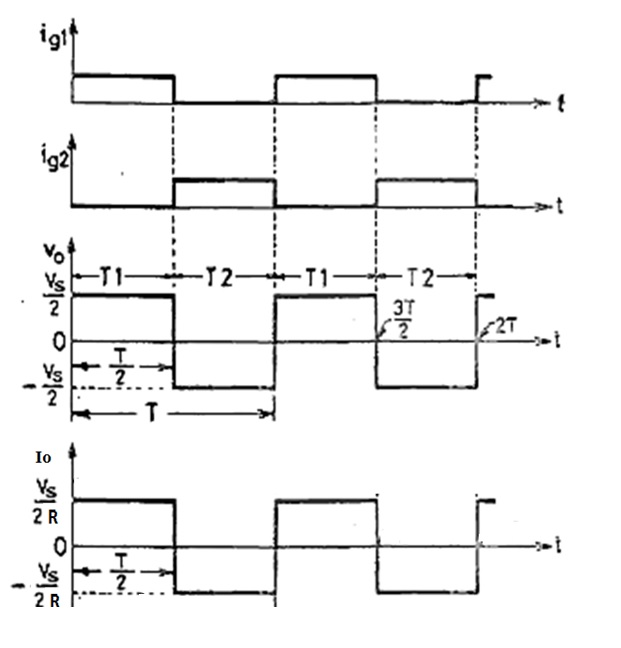 ig1
t
ig2
t
vo
T1 T2 T1 T2
Vs/2
3T/2
2T
0
t
T/2
-Vs/2
T
Io
Vs/2R
0
t
T/2
-Vs/2R